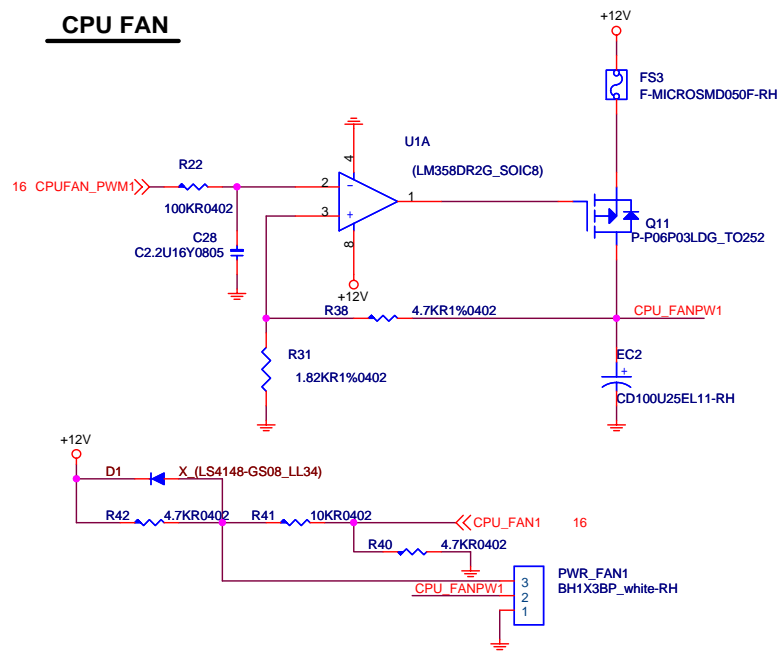 CPU FAN
+12V
FS3
F-MICROSMD050F-RH
U1A
(LM358DR2G_SOIC8)
4
R22
16 CPUFAN_PWM1
2
1
3
100KR0402
C28
C2.2U16Y0805
8
Q11
P-P06P03LDG_TO252
+12V
R38
4.7KR1%0402
CPU_FANPW1
R31
1.82KR1%0402
EC2
CD100U25EL11-RH
+12V
D1
X_(LS4148-GS08_LL34)
R42
4.7KR0402
R41
10KR0402
CPU_FAN1 16
R40
4.7KR0402
PWR_FAN1
BH1X3BP_white-RH
3
CPU_FANPW1
2
1